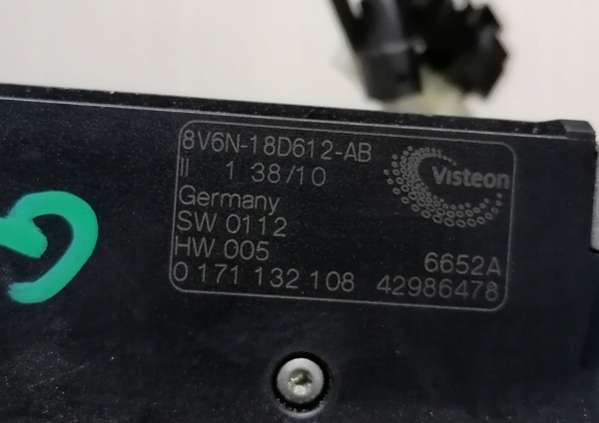 8V6N-18D612-AB
II 1 38/10
Germany
SW 0112
HW 005
0 171 132 108
Visteon
6652A
42986478